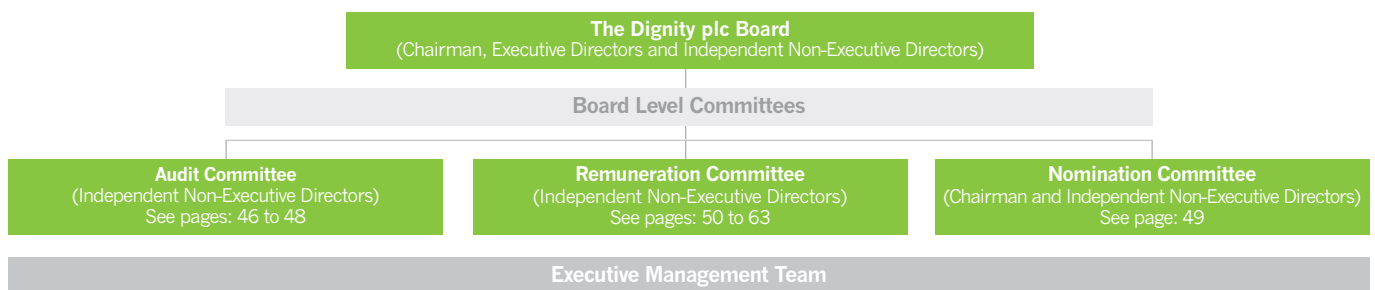 The Dignity plc Board
(Chairman, Executive Directors and Independent Non-Executive Directors)
Board Level Committees
Audit Committee
(Independent Non-Executive Directors)
See pages: 46 to 48
Remuneration Committee
(Independent Non-Executive Directors)
See pages: 50 to 63
Nomination Committee
(Chairman and Independent Non-Executive Directors)
See page: 49
Executive Management Team